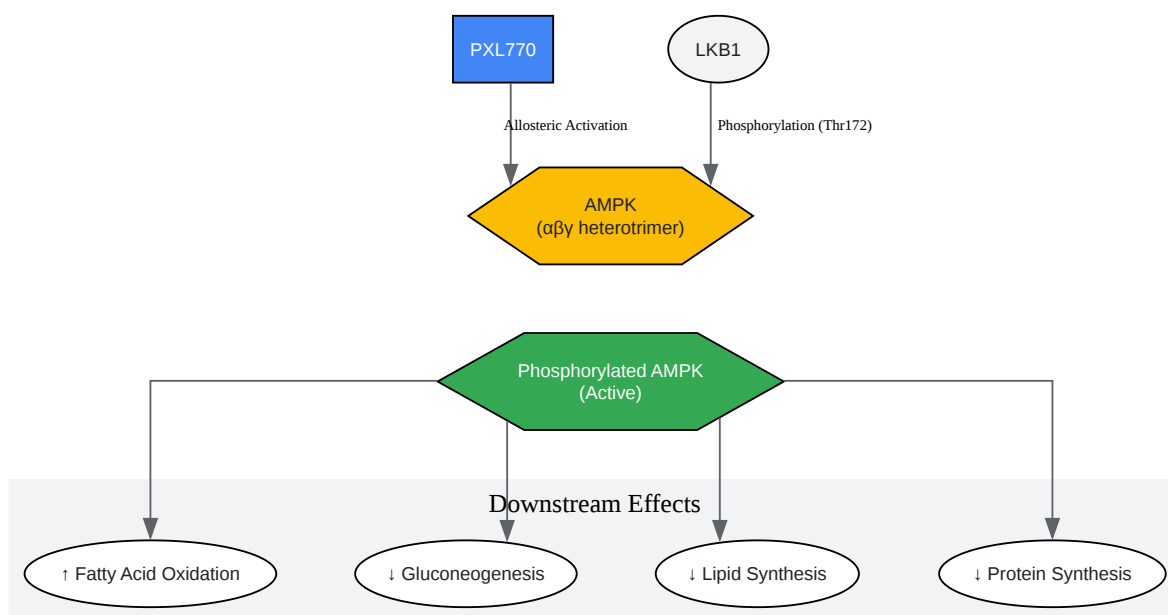 PXL770
LKB1
Allosteric Activation
Phosphorylation (Thr172)
AMPK
(αβγ heterotrimer)
Phosphorylated AMPK
(Active)
Downstream Effects
↑ Fatty Acid Oxidation
↓ Gluconeogenesis
↓ Lipid Synthesis
↓ Protein Synthesis